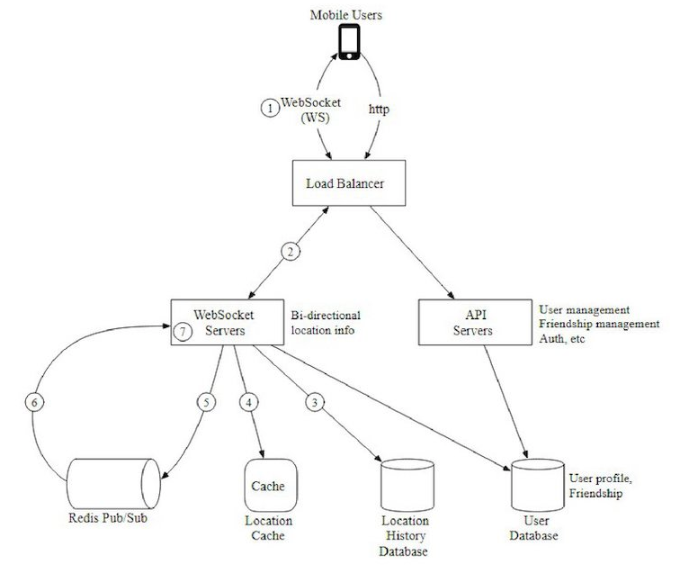 Mobile Users
1
WebSocket
(WS)
http
Load Balancer
2
WebSocket
Servers
7
Bi-directional
location info
API
Servers
User management
Friendship management
Auth, etc
6
5
4
3
Redis Pub/Sub
Cache
Location
Cache
Location
History
Database
User
Database
User profile,
Friendship